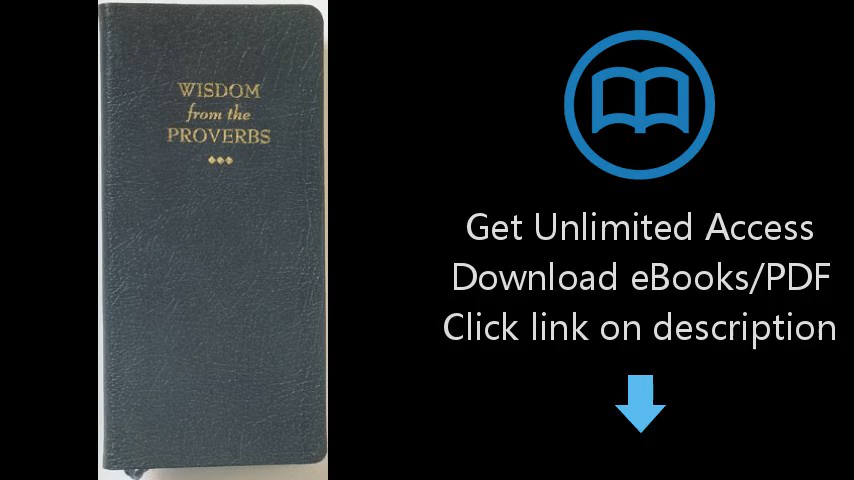 WISDOM
from the
PROVERBS
Get Unlimited Access
Download eBooks/PDF
Click link on description